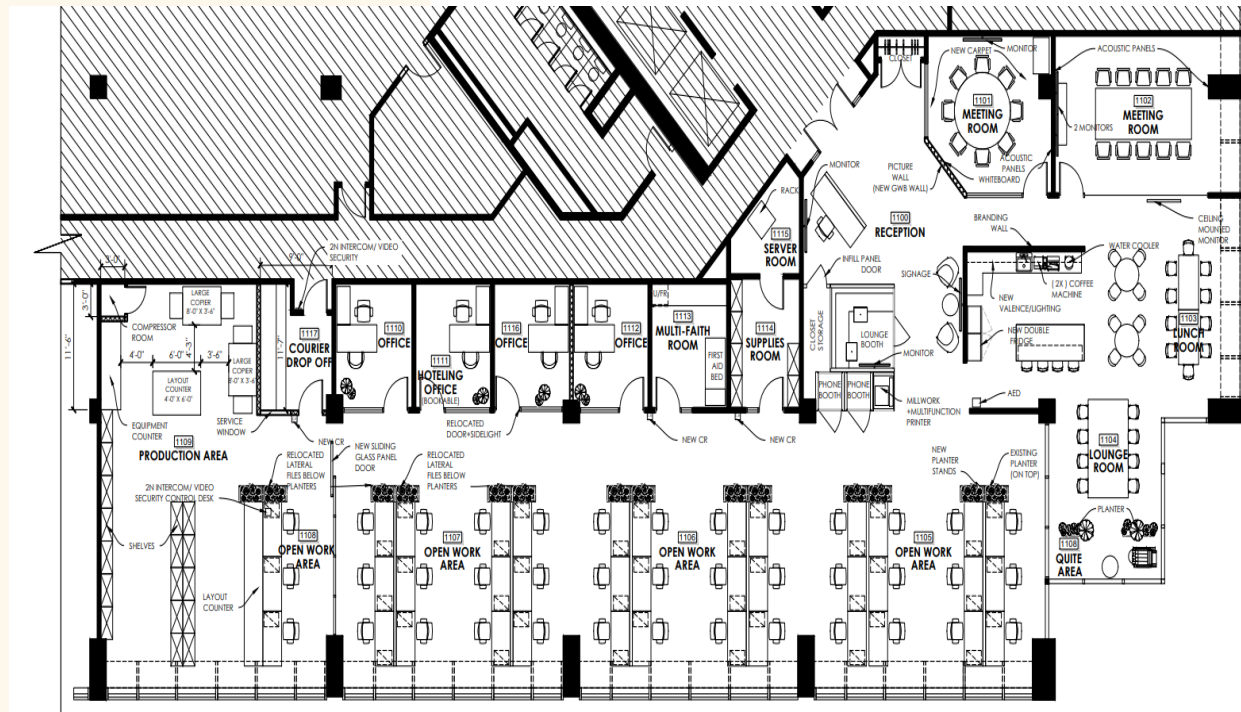 CLOSET
NEW CARPET
MONITOR
ACOUSTIC PANELS
1101
MEETING
ROOM
1102
MEETING
ROOM
2 MONITORS
ACOUSTIC
PANELS
WHITEBOARD
PICTURE
WALL
(NEW GWB WALL)
MONITOR
RACK
1115
SERVER
ROOM
1100
RECEPTION
BRANDING
WALL
CEILING
MOUNTED
MONITOR
WATER COOLER
SIGNAGE
( 2X ) COFFEE
MACHINE
NEW
VALENCE/LIGHTING
NEW DOUBLE
FRIDGE
1103
LUNCH
ROOM
INFILL PANEL
DOOR
CLOSET
STORAGE
LOUNGE
BOOTH
MONITOR
PHONE
BOOTH
PHONE
BOOTH
MILLWORK
+MULTIFUNCTION
PRINTER
AED
2N INTERCOM/ VIDEO
SECURITY
3'-0"
9'-0"
3'-0"
11'-6"
LARGE
COPIER
8'-0" X 3'-6"
COMPRESSOR
ROOM
4'-0"
6'-0"
4'-3"
3'-6"
LARGE
COPIER
8'-0" X 3'-6"
11'-7"
LAYOUT
COUNTER
4'-0" X 6'-0"
1117
COURIER
DROP OFF
1110
OFFICE
1111
HOTELING
OFFICE
(BOOKABLE)
1116
OFFICE
1112
OFFICE
U/FR
1113
MULTI-FAITH
ROOM
FIRST
AID
BED
1114
SUPPLIES
ROOM
EQUIPMENT
COUNTER
SERVICE
WINDOW
1109
PRODUCTION AREA
NEW CR
NEW SLIDING
GLASS PANEL
DOOR
RELOCATED
DOOR+SIDELIGHT
NEW CR
NEW CR
RELOCATED
LATERAL
FILES BELOW
PLANTERS
RELOCATED
LATERAL
FILES BELOW
PLANTERS
2N INTERCOM/ VIDEO
SECURITY CONTROL DESK
NEW
PLANTER
STANDS
EXISTING
PLANTER
(ON TOP)
1104
LOUNGE
ROOM
PLANTER
1108
QUITE
AREA
SHELVES
LAYOUT
COUNTER
1108
OPEN WORK
AREA
1107
OPEN WORK
AREA
1106
OPEN WORK
AREA
1105
OPEN WORK
AREA